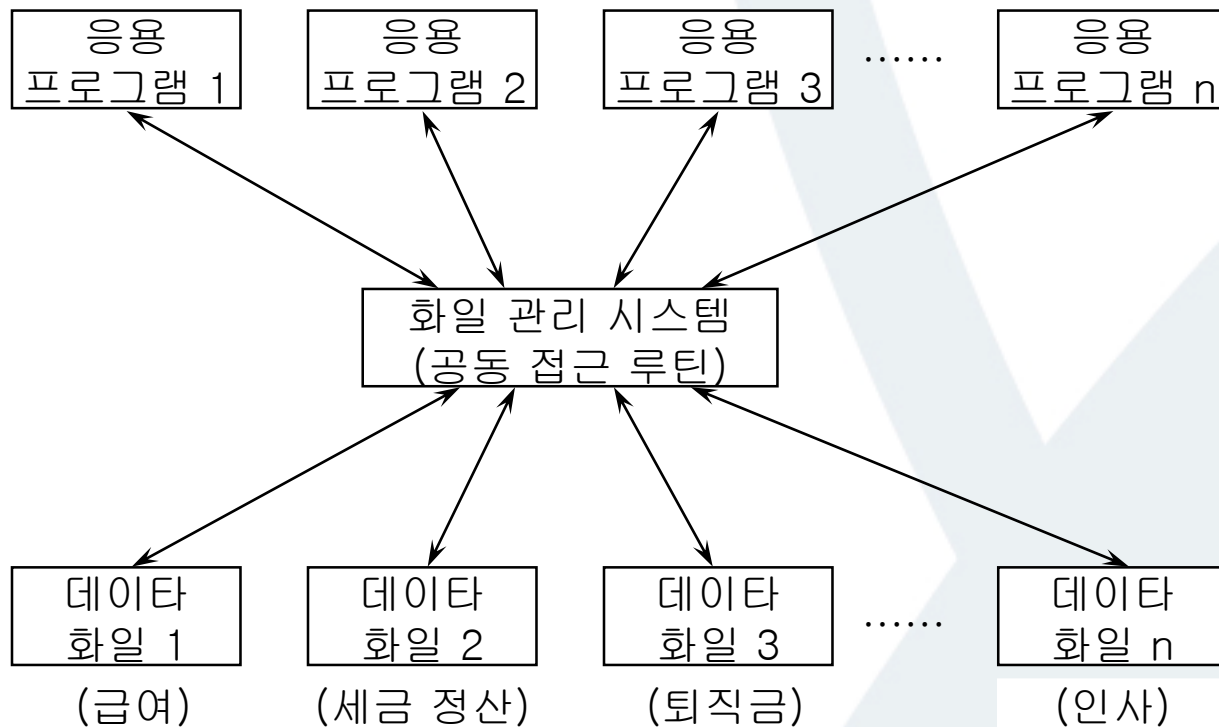 응용
프로그램 1
응용
프로그램 2
응용
프로그램 3
······
응용
프로그램 n
화일 관리 시스템
(공동 접근 루틴)
데이타
화일 1
데이타
화일 2
데이타
화일 3
······
데이타
화일 n
(급여)
(세금 정산)
(퇴직금)
(인사)